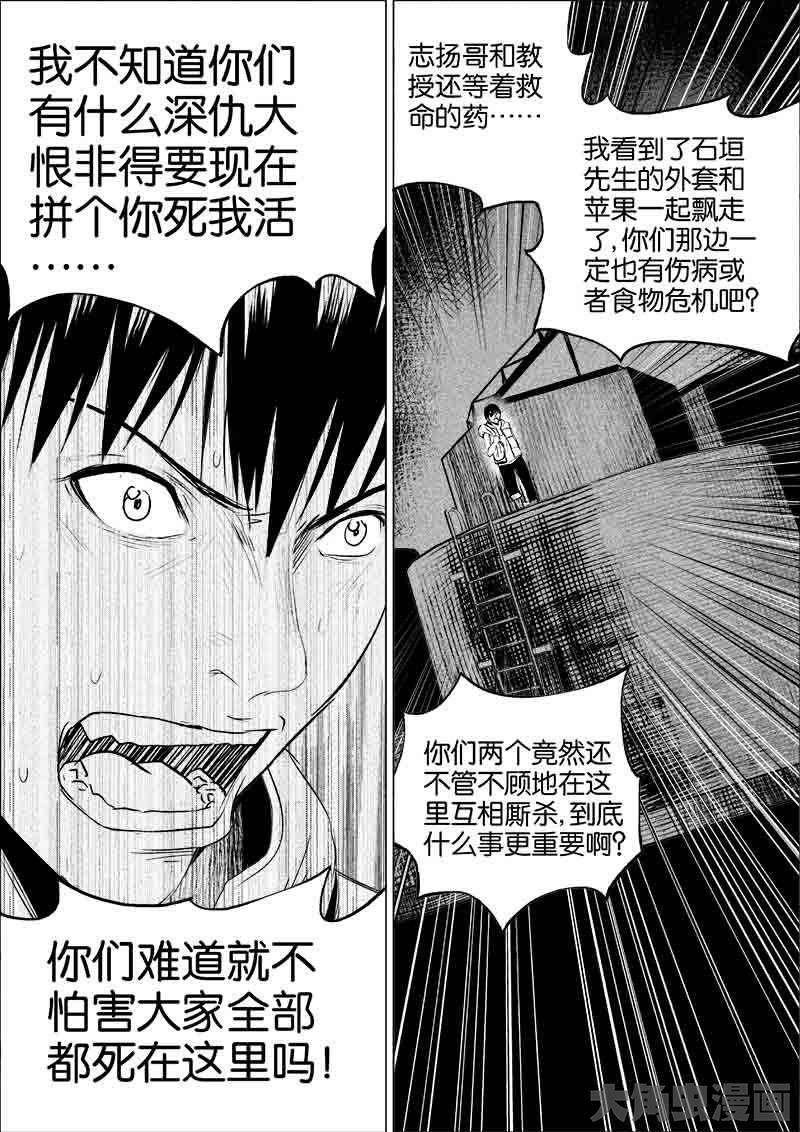 我不知道你们
有什么深仇大
恨非得要现在
拼个你死我活
……
你们难道就不
怕害大家全部
都死在这里吗！
志扬哥和教
授还等着救
命的药……
我看到了石垣
先生的外套和
苹果一起飘走
了,你们那边一
定也有伤病或
者食物危机吧？
你们两个竟然还
不管不顾地在这
里互相厮杀,到底
什么事更重要啊？
大角虫漫画